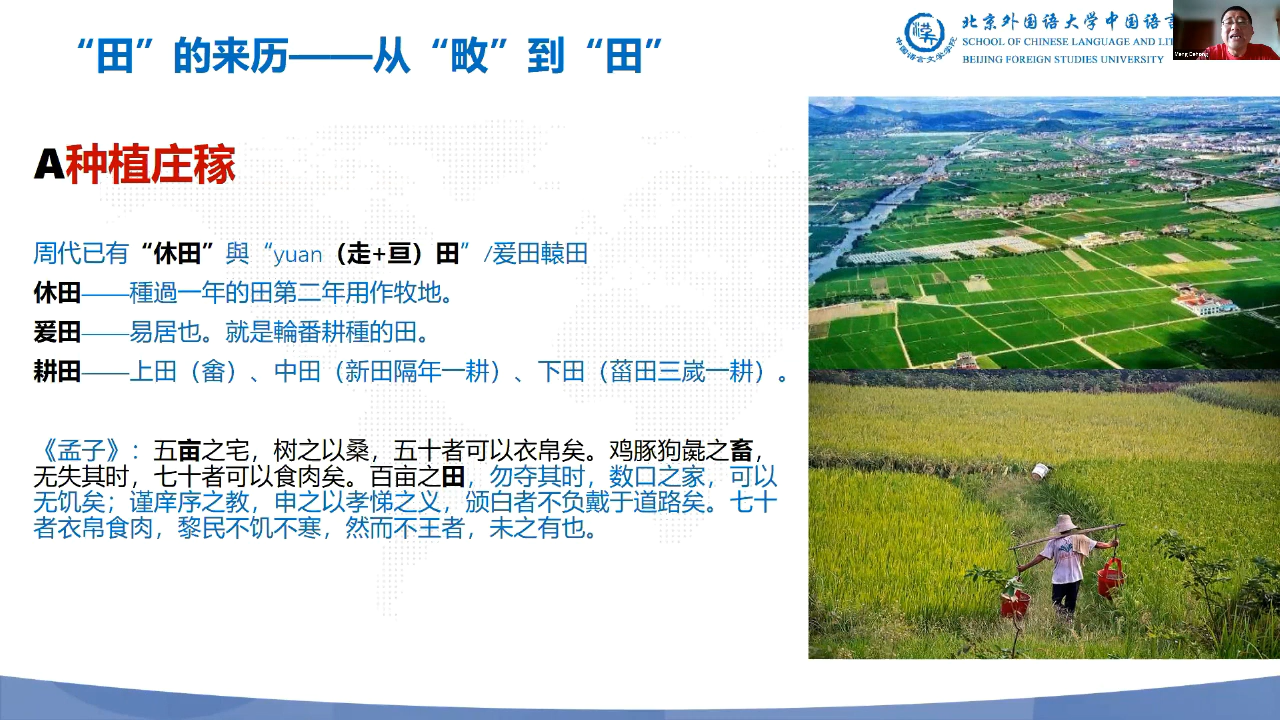 “田”的来历——从“畋”到“田”
北京外国语大学中国语言
SCHOOL OF CHINESE LANGUAGE AND LIT
BEIJING FOREIGN STUDIES UNIVERSITY
中国语言文学学院
A种植庄稼
周代已有“休田”與“yuan（走+亘）田”/爰田轅田
休田——種過一年的田第二年用作牧地。
爰田——易居也。就是輪番耕種的田。
耕田——上田（畬）、中田（新田隔年一耕）、下田（菑田三嵗一耕）。
《孟子》：五亩之宅，树之以桑，五十者可以衣帛矣。鸡豚狗彘之畜，
无失其时，七十者可以食肉矣。百亩之田，勿夺其时，数口之家，可以
无饥矣；谨庠序之教，申之以孝悌之义，颁白者不负戴于道路矣。七十
者衣帛食肉，黎民不饥不寒，然而不王者，未之有也。